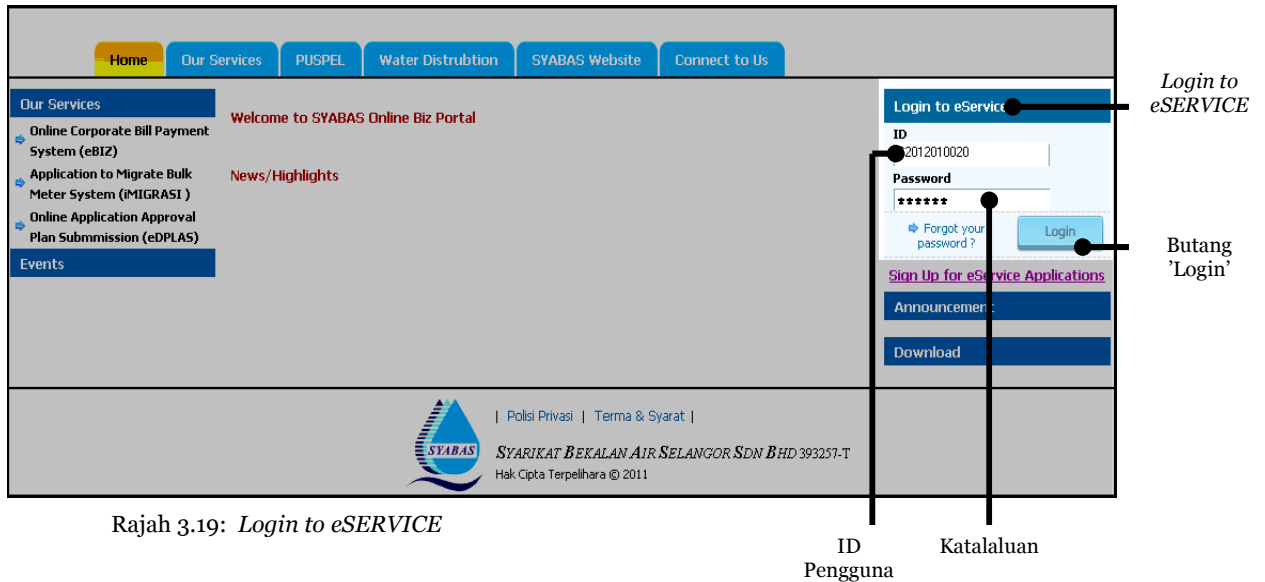 Home
Our Services
PUSPEL
Water Distrubtion
SYABAS Website
Connect to Us
Our Services
Online Corporate Bill Payment
System (eBIZ)
Application to Migrate Bulk
Meter System (iMIGRASI )
Online Application Approval
Plan Submmission (eDPLAS)
Events
Welcome to SYABAS Online Biz Portal
News/Highlights
Login to eService
ID
2012010020
Password
******
Forgot your
password ?
Login
Sign Up for eService Applications
Announcement
Download
Login to
eSERVICE
Butang
’Login’
SYABAS
| Polisi Privasi | Terma & Syarat |
SYARIKAT BEKALAN AIR SELANGOR SDN BHD 393257-T
Hak Cipta Terpelihara © 2011
Rajah 3.19: Login to eSERVICE
ID
Pengguna
Katalaluan